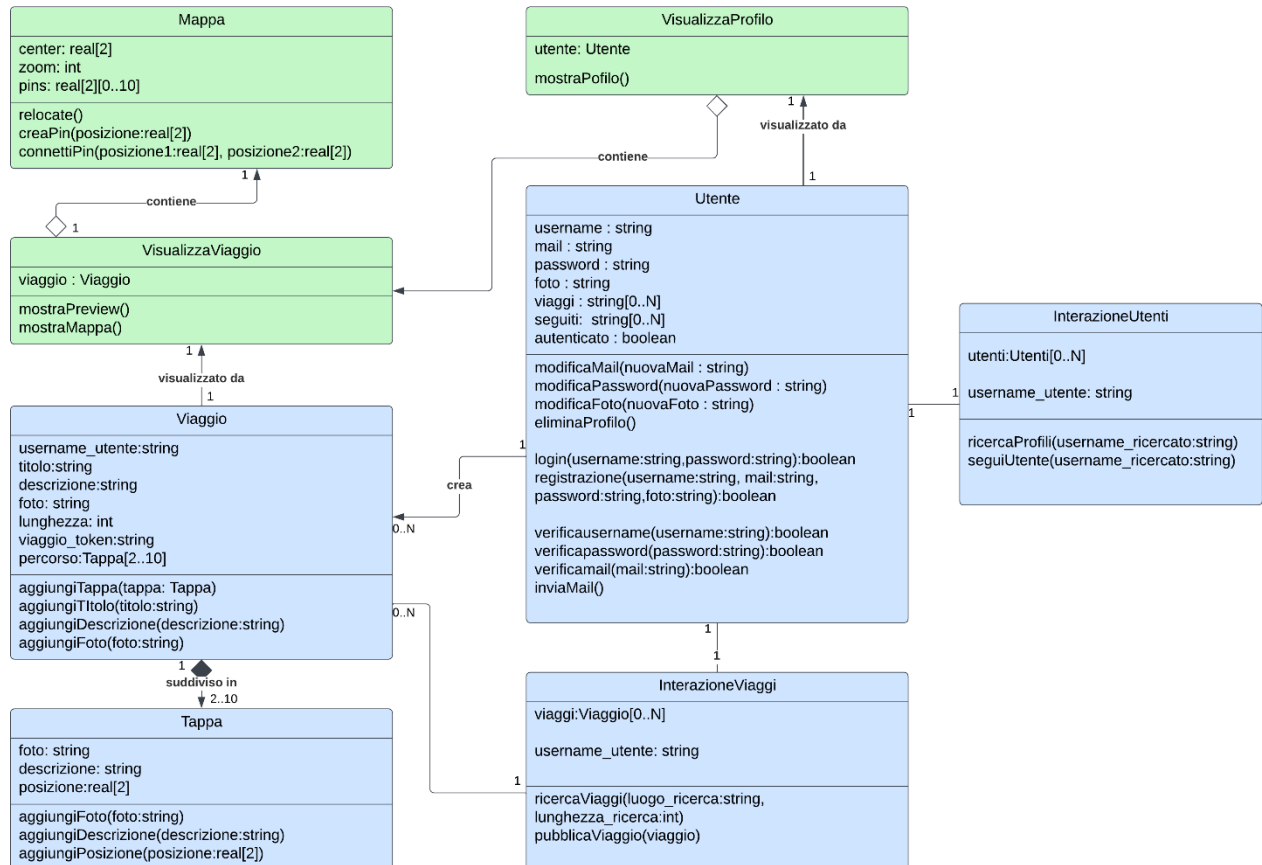 Mappa
center: real[2]
zoom: int
pins: real[2][0..10]
relocate()
creaPin(posizione:real[2])
connettiPin(posizione1:real[2], posizione2:real[2])
1
contiene
1
VisualizzaProfilo
utente: Utente
mostraPofilo()
1
visualizzato da
1
contiene
VisualizzaViaggio
viaggio : Viaggio
mostraPreview()
mostraMappa()
1
visualizzato da
1
Utente
username : string
mail : string
password : string
foto : string
viaggi : string[0..N]
seguiti: string[0..N]
autenticato : boolean
modificaMail(nuovaMail : string)
modificaPassword(nuovaPassword : string)
modificaFoto(nuovaFoto : string)
eliminaProfilo()
login(username:string,password:string):boolean
registrazione(username:string, mail:string,
password:string,foto:string):boolean
verificausername(username:string):boolean
verificapassword(password:string):boolean
verificamail(mail:string):boolean
inviaMail()
1
1
InterazioneUtenti
utenti:Utenti[0..N]
username_utente: string
ricercaProfili(username_ricercato:string)
seguiUtente(username_ricercato:string)
1
crea
0..N
Viaggio
username_utente:string
titolo:string
descrizione:string
foto: string
lunghezza: int
viaggio_token:string
percorso:Tappa[2..10]
aggiungiTappa(tappa: Tappa)
aggiungiTItolo(titolo:string)
aggiungiDescrizione(descrizione:string)
aggiungiFoto(foto:string)
0..N
1
1
1
suddiviso in
2..10
Tappa
foto: string
descrizione: string
posizione:real[2]
aggiungiFoto(foto:string)
aggiungiDescrizione(descrizione:string)
aggiungiPosizione(posizione:real[2])
1
InterazioneViaggi
viaggi:Viaggio[0..N]
username_utente: string
ricercaViaggi(luogo_ricerca:string,
lunghezza_ricerca:int)
pubblicaViaggio(viaggio)